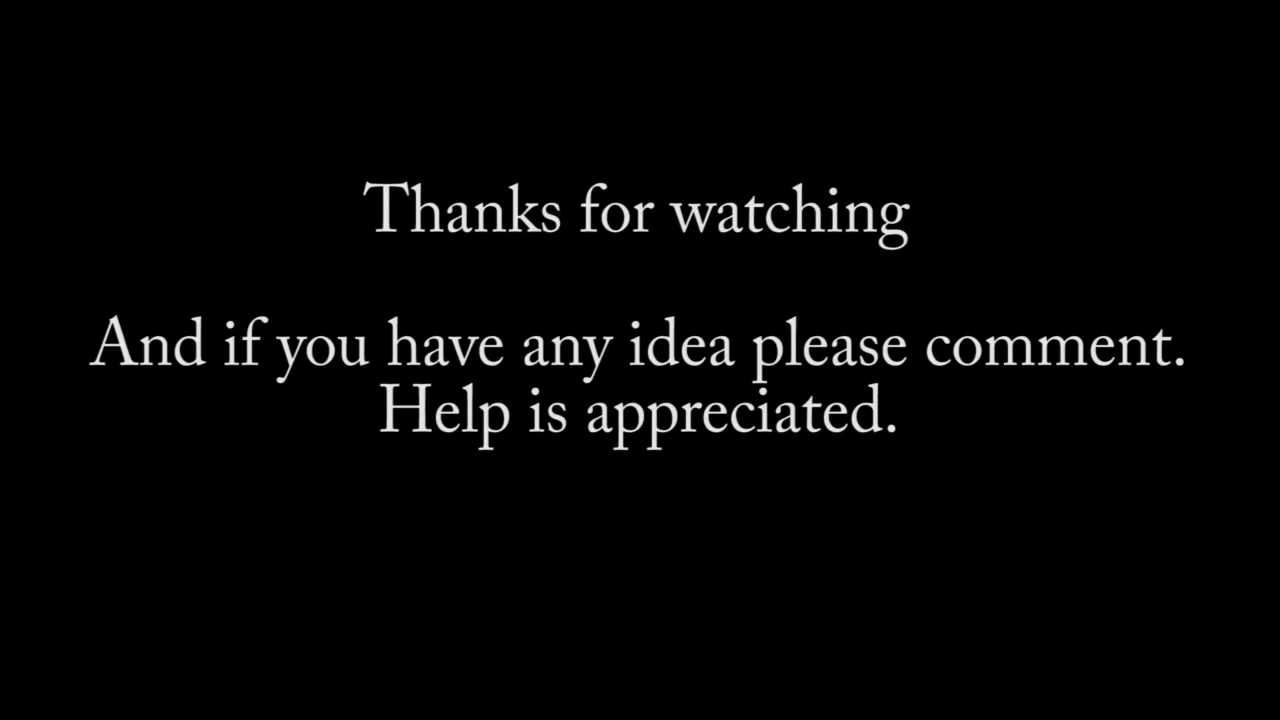 Thanks for watching
And if you have any idea please comment.
Help is appreciated.